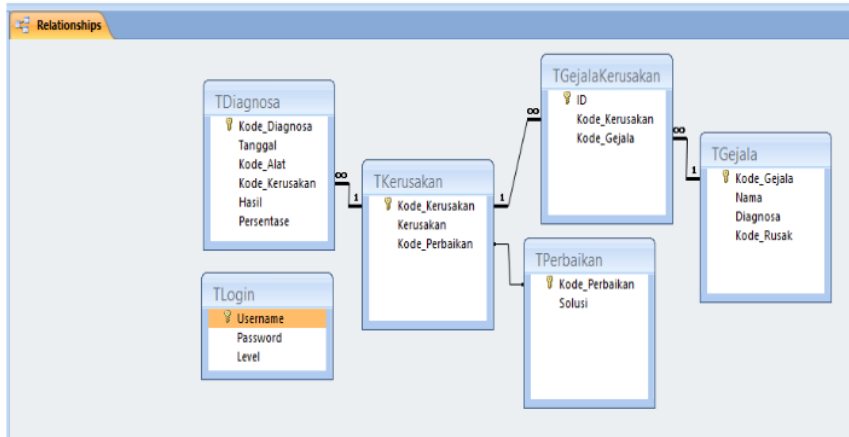 Relationships
TDiagnosa
Kode_Diagnosa
Tanggal
Kode_Alat
Kode_Kerusakan
Hasil
Persentase
∞
1
TKerusakan
Kode_Kerusakan
Kerusakan
Kode_Perbaikan
1
∞
TGejalaKerusakan
ID
Kode_Kerusakan
Kode_Gejala
∞
1
TGejala
Kode_Gejala
Nama
Diagnosa
Kode_Rusak
TPerbaikan
Kode_Perbaikan
Solusi
TLogin
Username
Password
Level